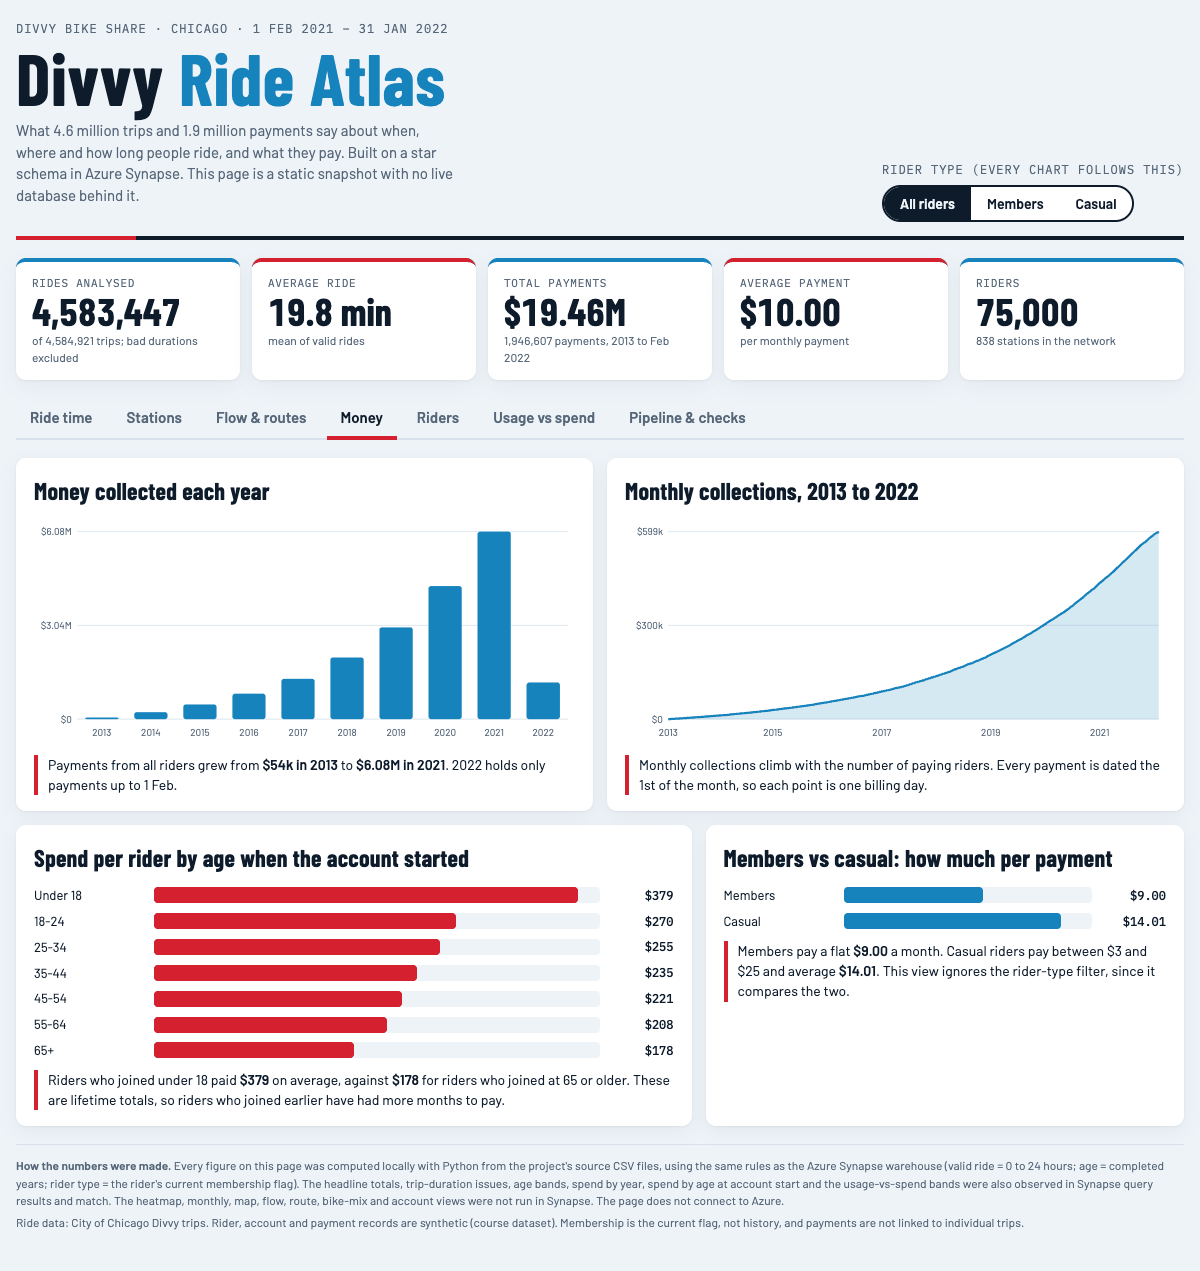 DIVVY BIKE SHARE · CHICAGO · 1 FEB 2021 – 31 JAN 2022
Divvy Ride Atlas
What 4.6 million trips and 1.9 million payments say about when,
where and how long people ride, and what they pay. Built on a star
schema in Azure Synapse. This page is a static snapshot with no live
database behind it.
RIDER TYPE (EVERY CHART FOLLOWS THIS)
All riders Members Casual
RIDES ANALYSED
4,583,447
of 4,584,921 trips; bad durations
excluded
AVERAGE RIDE
19.8 min
mean of valid rides
TOTAL PAYMENTS
$19.46M
1,946,607 payments, 2013 to Feb
2022
AVERAGE PAYMENT
$10.00
per monthly payment
RIDERS
75,000
838 stations in the network
Ride time Stations Flow & routes Money Riders Usage vs spend Pipeline & checks
Money collected each year
$6.08M
$3.04M
$0
2013 2014 2015 2016 2017 2018 2019 2020 2021 2022
Payments from all riders grew from $54k in 2013 to $6.08M in 2021. 2022 holds only
payments up to 1 Feb.
Monthly collections, 2013 to 2022
$599k
$300k
$0
2013 2015 2017 2019 2021
Monthly collections climb with the number of paying riders. Every payment is dated the
1st of the month, so each point is one billing day.
Spend per rider by age when the account started
Under 18 $379
18-24 $270
25-34 $255
35-44 $235
45-54 $221
55-64 $208
65+ $178
Riders who joined under 18 paid $379 on average, against $178 for riders who joined at 65 or older. These
are lifetime totals, so riders who joined earlier have had more months to pay.
Members vs casual: how much per payment
Members $9.00
Casual $14.01
Members pay a flat $9.00 a month. Casual riders pay between $3 and
$25 and average $14.01. This view ignores the rider-type filter, since it
compares the two.
How the numbers were made. Every figure on this page was computed locally with Python from the project's source CSV files, using the same rules as the Azure Synapse warehouse (valid ride = 0 to 24 hours; age = completed
years; rider type = the rider's current membership flag). The headline totals, trip-duration issues, age bands, spend by year, spend by age at account start and the usage-vs-spend bands were also observed in Synapse query
results and match. The heatmap, monthly, map, flow, route, bike-mix and account views were not run in Synapse. The page does not connect to Azure.
Ride data: City of Chicago Divvy trips. Rider, account and payment records are synthetic (course dataset). Membership is the current flag, not history, and payments are not linked to individual trips.